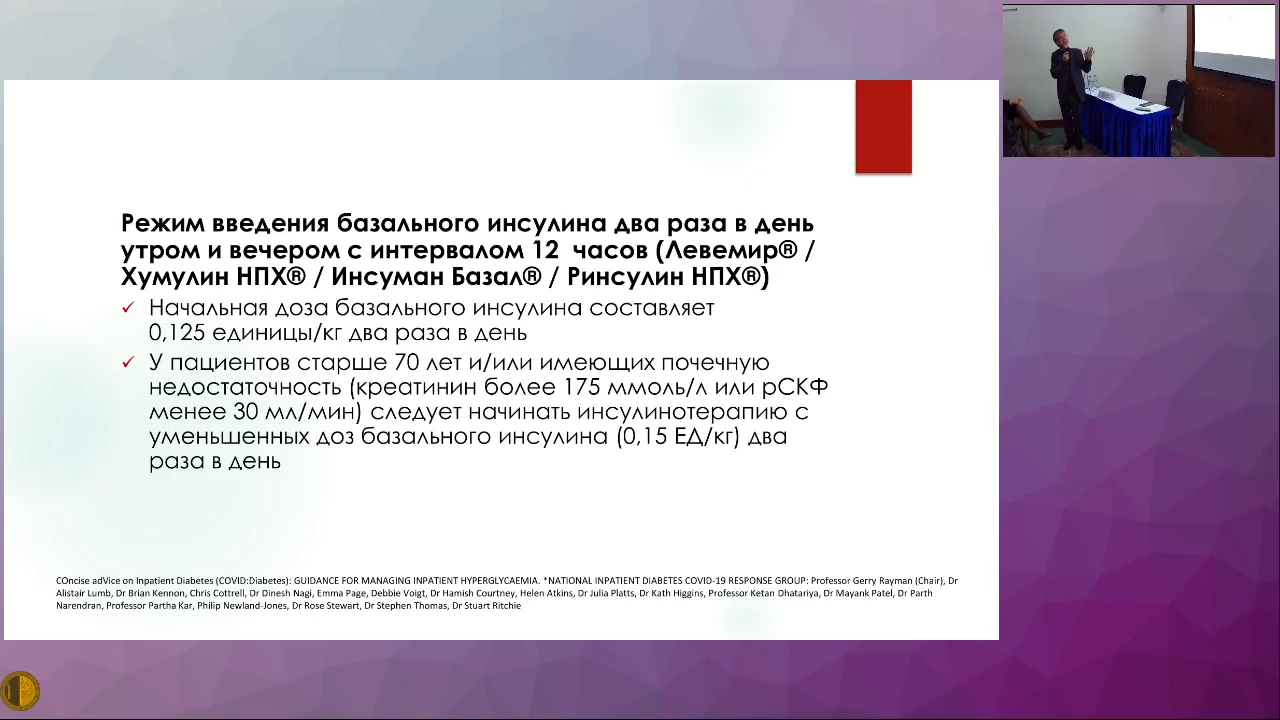 Режим введения базального инсулина два раза в день
утром и вечером с интервалом 12 часов (Левемир® /
Хумулин НПХ® / Инсуман Базал® / Ринсулин НПХ®)
✓ Начальная доза базального инсулина составляет
0,125 единицы/кг два раза в день
✓ У пациентов старше 70 лет и/или имеющих почечную
недостаточность (креатинин более 175 ммоль/л или рСКФ
менее 30 мл/мин) следует начинать инсулинотерапию с
уменьшенных доз базального инсулина (0,15 ЕД/кг) два
раза в день
COncise adVice on Inpatient Diabetes (COVID:Diabetes): GUIDANCE FOR MANAGING INPATIENT HYPERGLYCAEMIA. *NATIONAL INPATIENT DIABETES COVID-19 RESPONSE GROUP: Professor Gerry Rayman (Chair), Dr
Alistair Lumb, Dr Brian Kennon, Chris Cottrell, Dr Dinesh Nagi, Emma Page, Debbie Voigt, Dr Hamish Courtney, Helen Atkins, Dr Julia Platts, Dr Kath Higgins, Professor Ketan Dhatariya, Dr Mayank Patel, Dr Parth
Narendran, Professor Partha Kar, Philip Newland-Jones, Dr Rose Stewart, Dr Stephen Thomas, Dr Stuart Ritchie